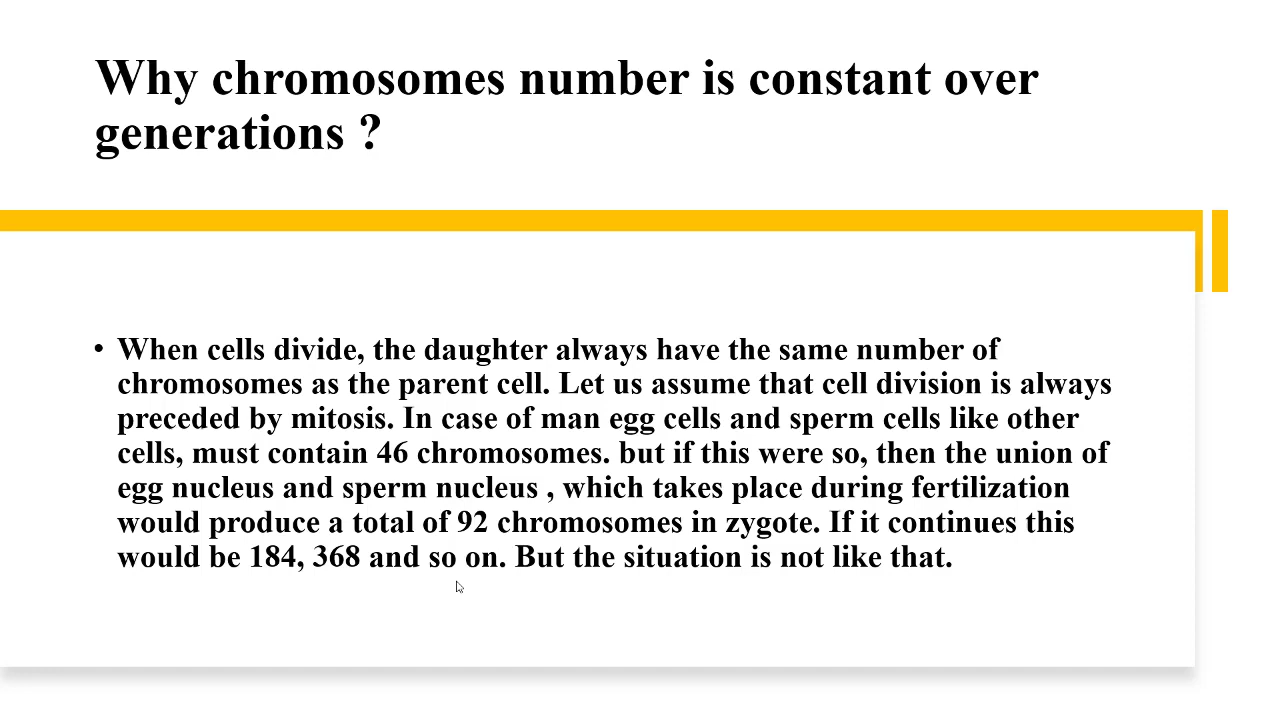 Why chromosomes number is constant over
generations ?
• When cells divide, the daughter always have the same number of
chromosomes as the parent cell. Let us assume that cell division is always
preceded by mitosis. In case of man egg cells and sperm cells like other
cells, must contain 46 chromosomes. but if this were so, then the union of
egg nucleus and sperm nucleus , which takes place during fertilization
would produce a total of 92 chromosomes in zygote. If it continues this
would be 184, 368 and so on. But the situation is not like that.